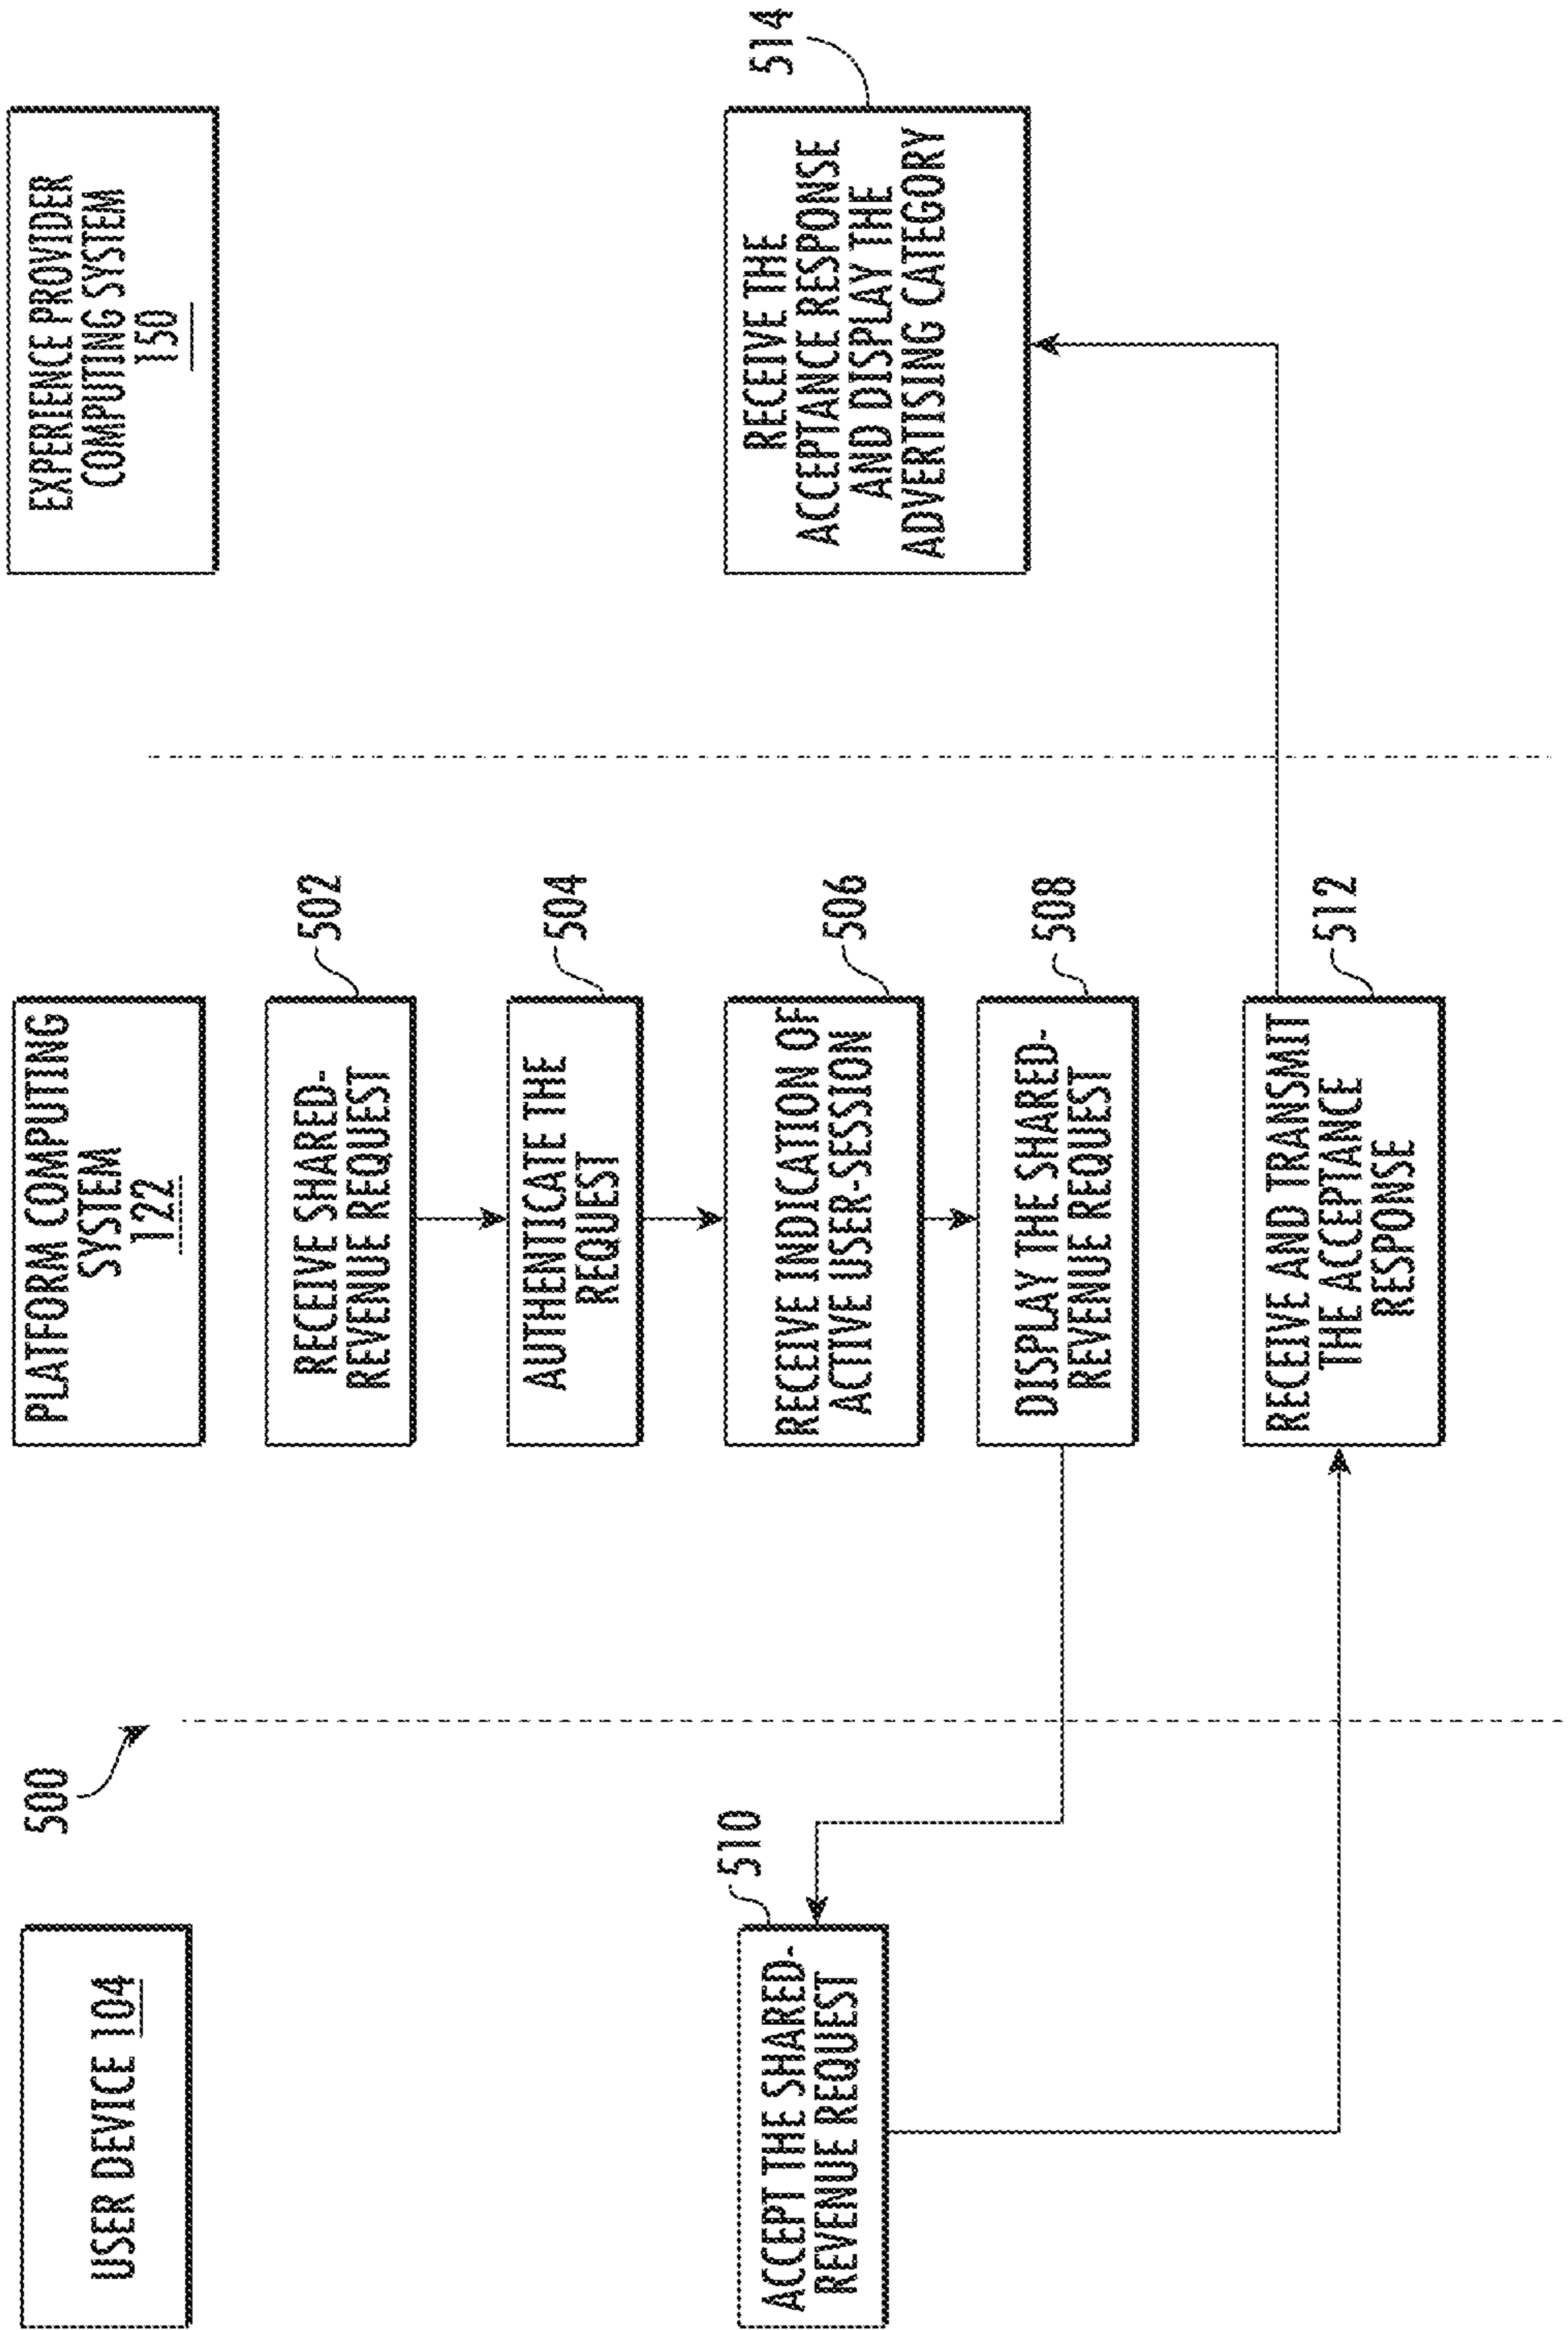 500
USER DEVICE 104
PLATFORM COMPUTING
SYSTEM
122
EXPERIENCE PROVIDER
COMPUTING SYSTEM
150
RECEIVE SHARED-
REVENUE REQUEST
502
AUTHENTICATE THE
REQUEST
504
RECEIVE INDICATION OF
ACTIVE USER-SESSION
506
DISPLAY THE SHARED-
REVENUE REQUEST
508
ACCEPT THE SHARED-
REVENUE REQUEST
510
RECEIVE AND TRANSMIT
THE ACCEPTANCE
RESPONSE
512
RECEIVE THE
ACCEPTANCE RESPONSE
AND DISPLAY THE
ADVERTISING CATEGORY
514